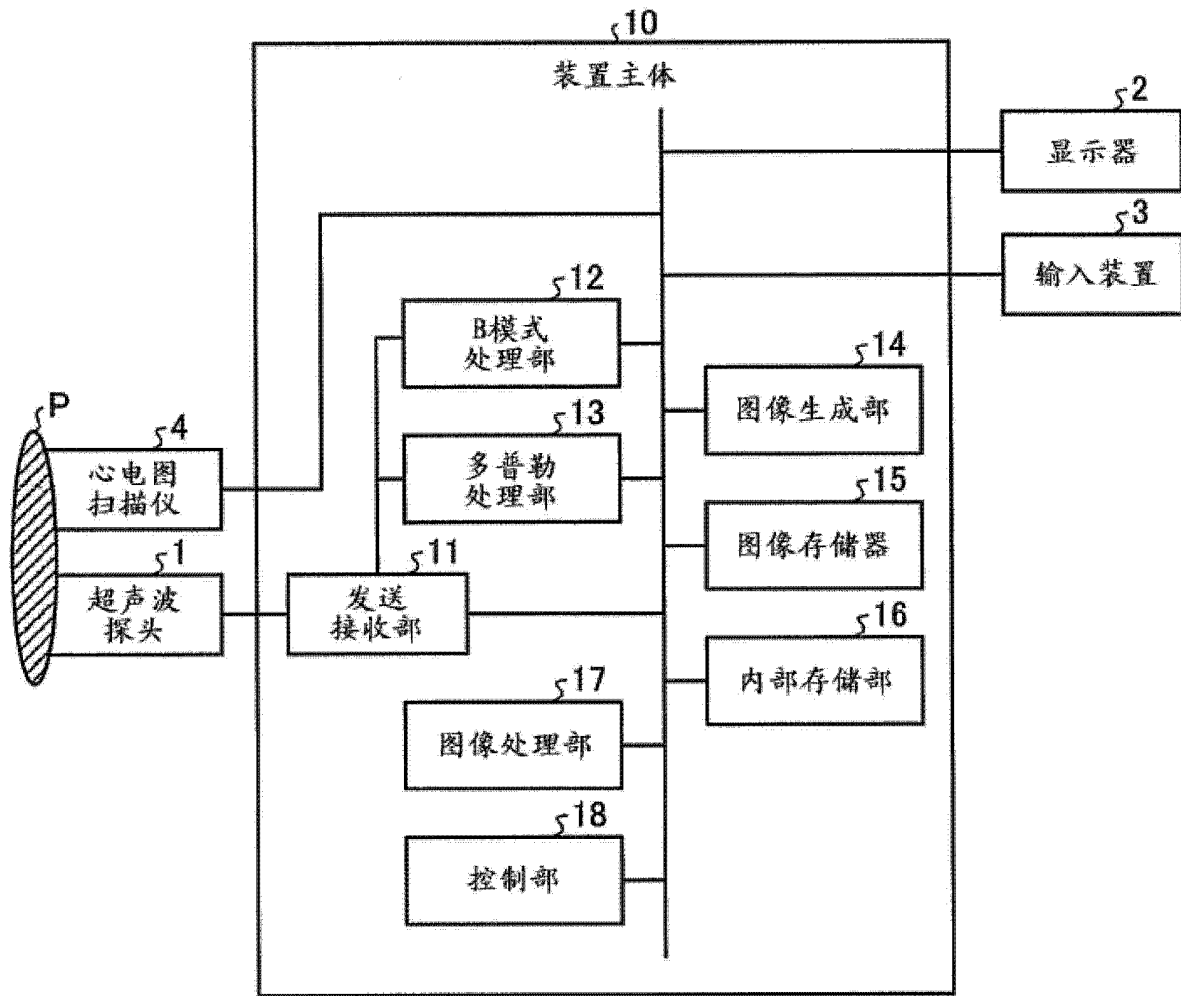 10
装置主体
2
显示器
3
输入装置
12
B模式
处理部
14
图像生成部
P
4
心电图
扫描仪
13
多普勒
处理部
15
图像存储器
1
超声波
探头
11
发送
接收部
16
内部存储部
17
图像处理部
18
控制部